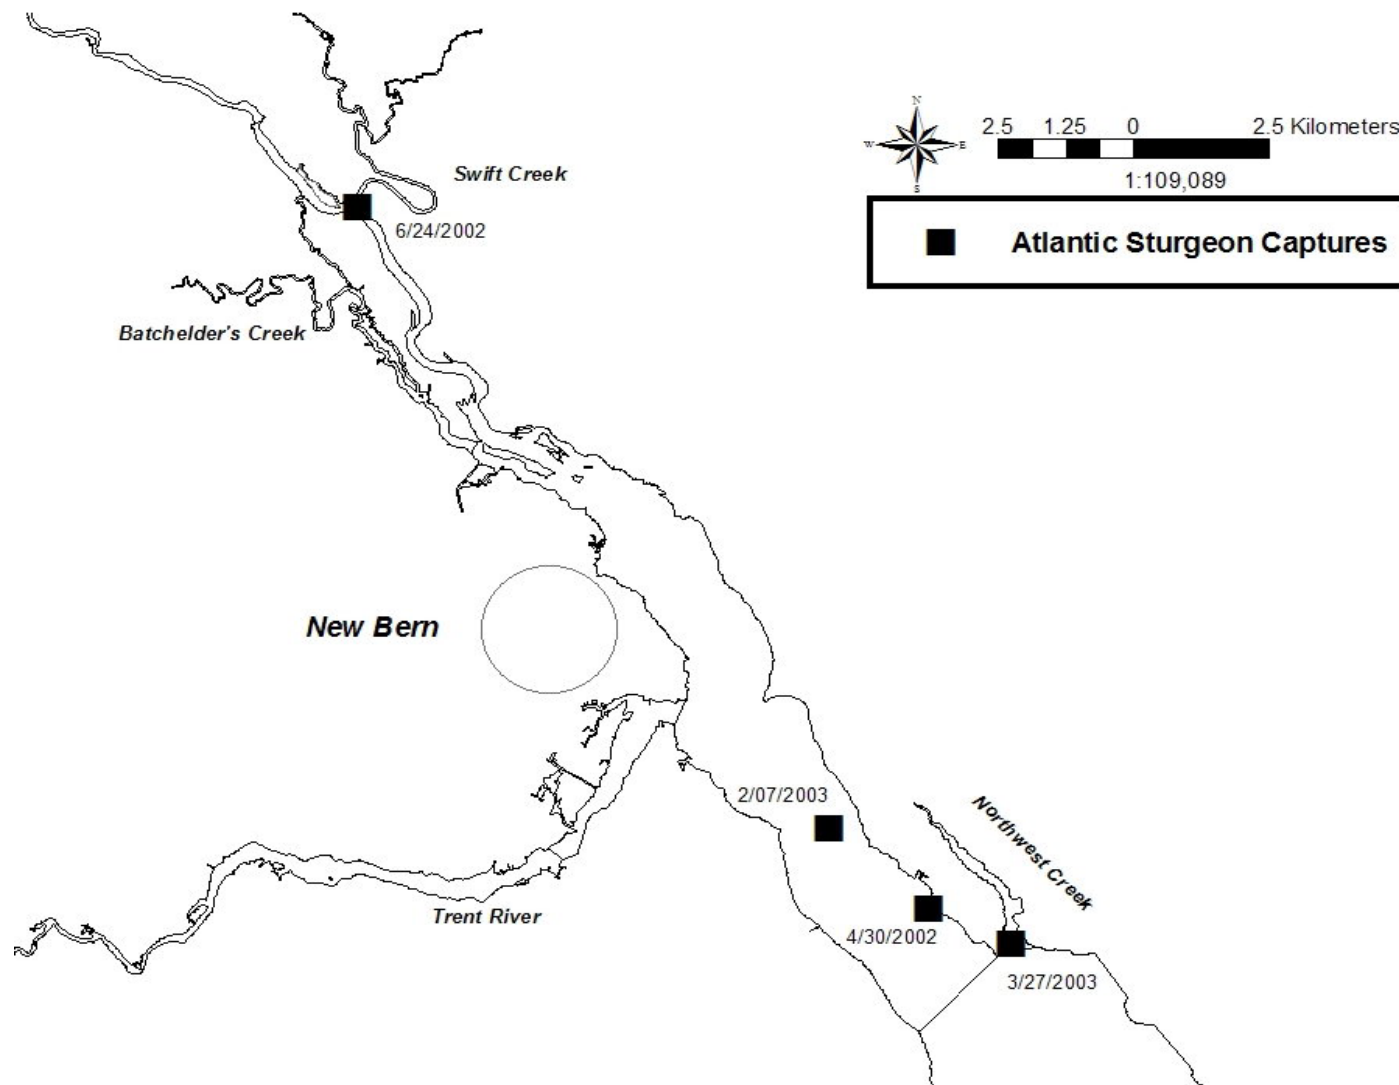 N
W
E
S
2.5 1.25 0 2.5 Kilometers
1:109,089
Atlantic Sturgeon Captures
Swift Creek
6/24/2002
Batchelder's Creek
New Bern
2/07/2003
Northwest Creek
4/30/2002
Trent River
3/27/2003